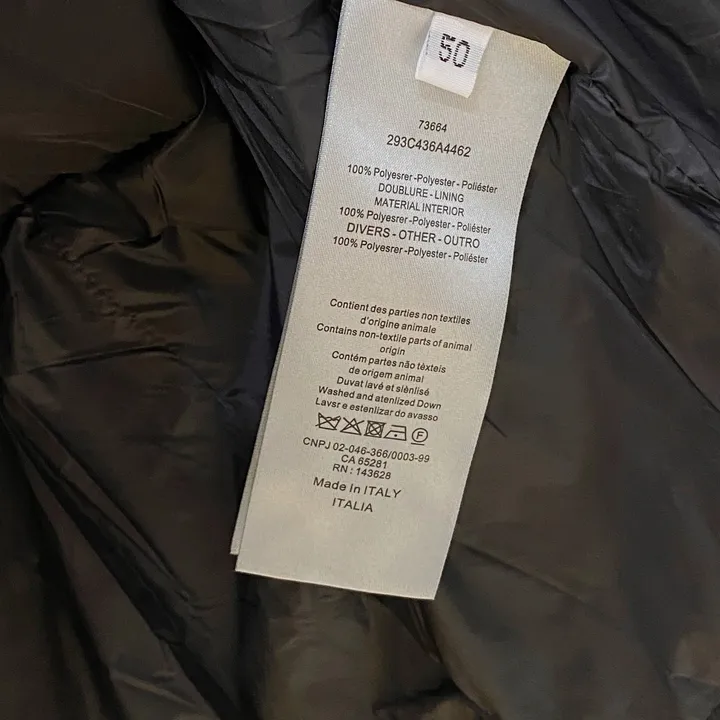 50
73664
293C436A4462
100% Polyesrer-Polyester-Poliéster
DOUBLURE-LINING
MATERIAL INTERIOR
100% Polyesrer-Polyester-Poliéster
DIVERS-OTHER-OUTRO
100% Polyesrer-Polyester-Poliéster
Contient des parties non textiles
d'origine animale
Contains non-textile parts of animal
origin
Contém partes não tèxteis
de origem animal
Duvat lavé et slènlisé
Washed and atenlized Down
Lavsr e estenlizar do avasso
F
CNPJ 02-046-366/0003-99
CA 65281
RN : 143628
Made In ITALY
ITALIA